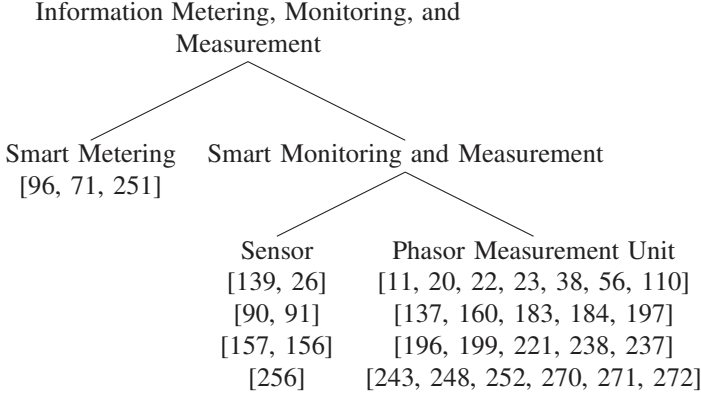 Information Metering, Monitoring, and
Measurement
Smart Metering
[96, 71, 251]
Smart Monitoring and Measurement
Sensor
[139, 26]
[90, 91]
[157, 156]
[256]
Phasor Measurement Unit
[11, 20, 22, 23, 38, 56, 110]
[137, 160, 183, 184, 197]
[196, 199, 221, 238, 237]
[243, 248, 252, 270, 271, 272]